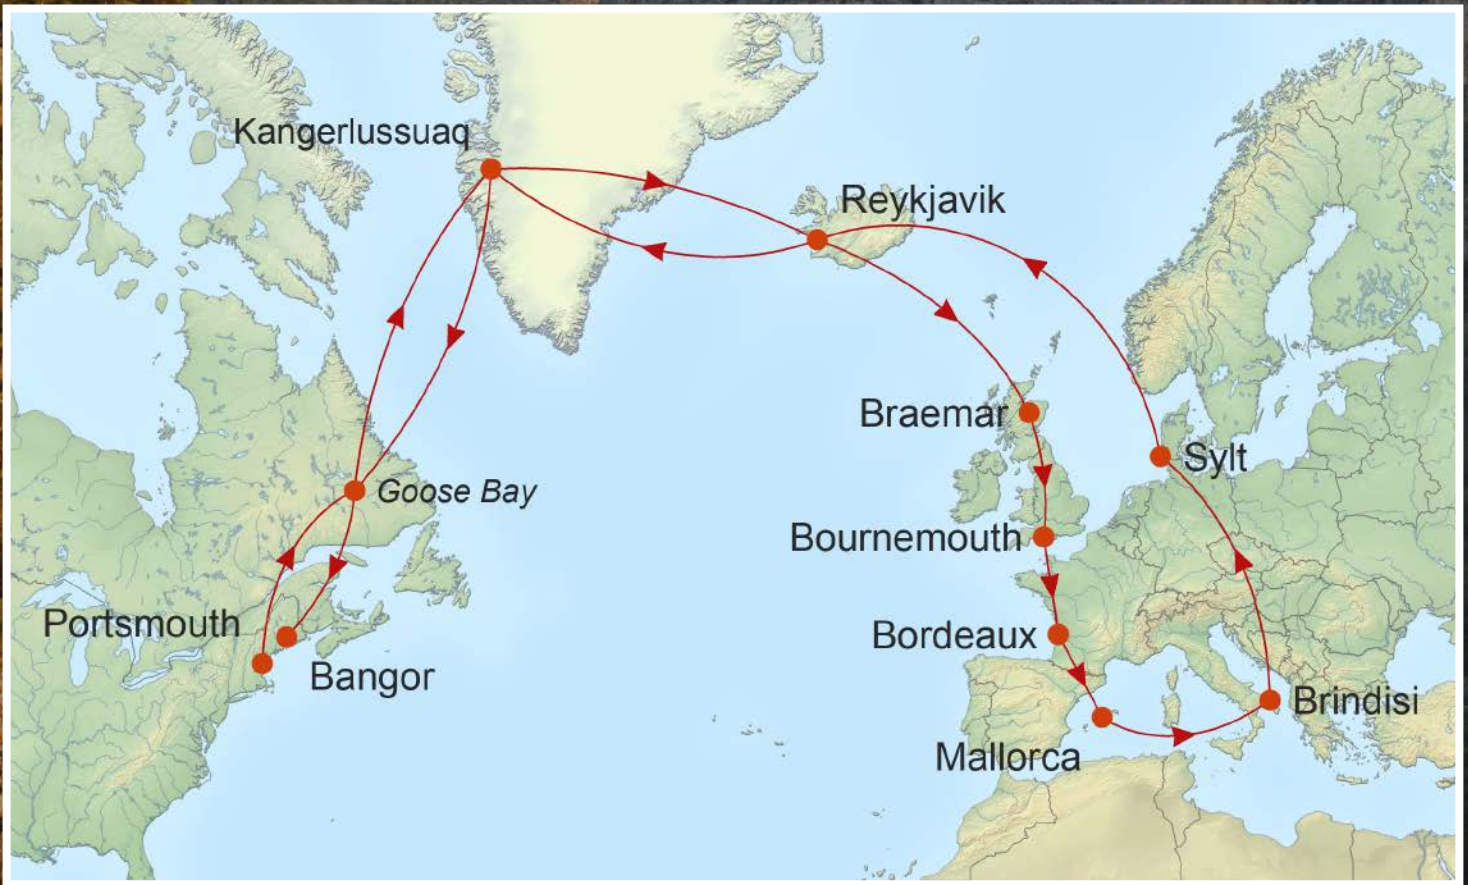 Kangerlussuaq
Reykjavik
Braemar
Sylt
Goose Bay
Bournemouth
Portsmouth
Bordeaux
Bangor
Brindisi
Mallorca